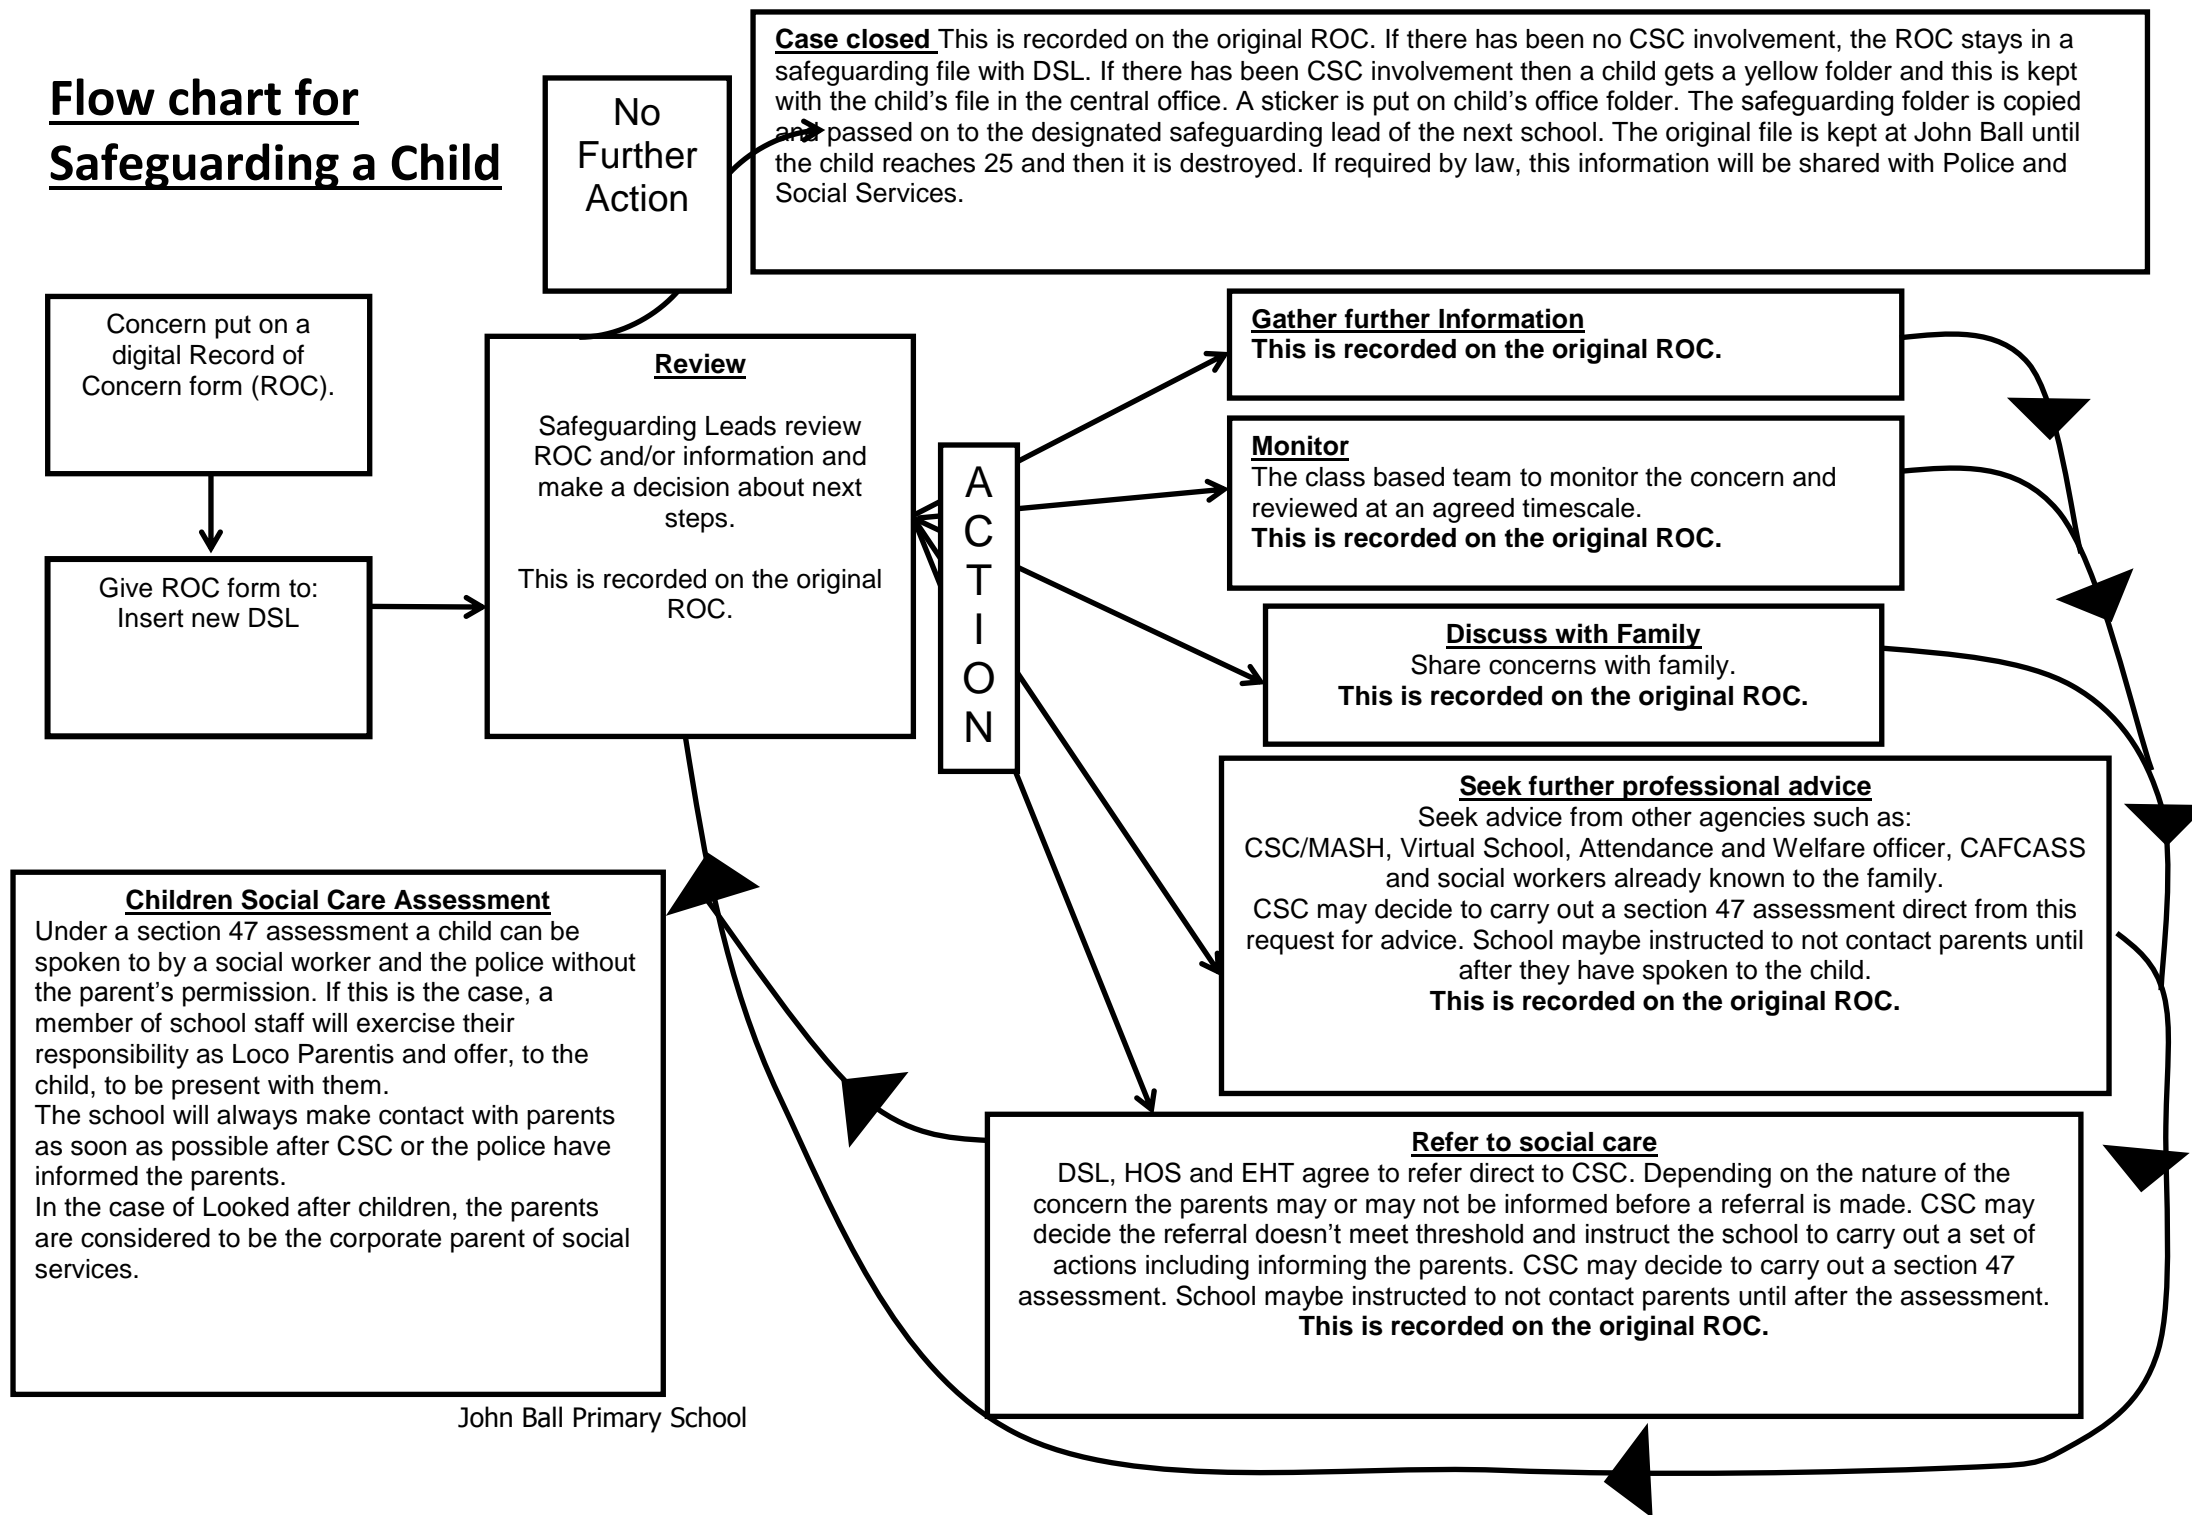 Flow chart for
Safeguarding a Child
No
Further
Action
Case closed This is recorded on the original ROC. If there has been no CSC involvement, the ROC stays in a
safeguarding file with DSL. If there has been CSC involvement then a child gets a yellow folder and this is kept
with the child's file in the central office. A sticker is put on child's office folder. The safeguarding folder is copied
and passed on to the designated safeguarding lead of the next school. The original file is kept at John Ball until
the child reaches 25 and then it is destroyed. If required by law, this information will be shared with Police and
Social Services.
Concern put on a
digital Record of
Concern form (ROC).
Give ROC form to:
Insert new DSL
Review
Safeguarding Leads review
ROC and/or information and
make a decision about next
steps.
This is recorded on the original
ROC.
A
C
T
I
O
N
Gather further Information
This is recorded on the original ROC.
Monitor
The class based team to monitor the concern and
reviewed at an agreed timescale.
This is recorded on the original ROC.
Discuss with Family
Share concerns with family.
This is recorded on the original ROC.
Seek further professional advice
Seek advice from other agencies such as:
CSC/MASH, Virtual School, Attendance and Welfare officer, CAFCASS
and social workers already known to the family.
CSC may decide to carry out a section 47 assessment direct from this
request for advice. School maybe instructed to not contact parents until
after they have spoken to the child.
This is recorded on the original ROC.
Refer to social care
DSL, HOS and EHT agree to refer direct to CSC. Depending on the nature of the
concern the parents may or may not be informed before a referral is made. CSC may
decide the referral doesn't meet threshold and instruct the school to carry out a set of
actions including informing the parents. CSC may decide to carry out a section 47
assessment. School maybe instructed to not contact parents until after the assessment.
This is recorded on the original ROC.
Children Social Care Assessment
Under a section 47 assessment a child can be
spoken to by a social worker and the police without
the parent's permission. If this is the case, a
member of school staff will exercise their
responsibility as Loco Parentis and offer, to the
child, to be present with them.
The school will always make contact with parents
as soon as possible after CSC or the police have
informed the parents.
In the case of Looked after children, the parents
are considered to be the corporate parent of social
services.
John Ball Primary School